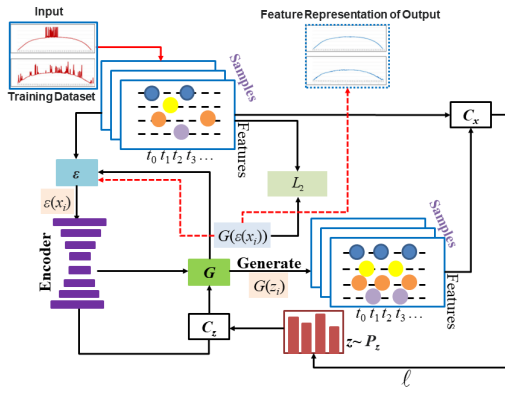 Input
Training Dataset
Feature Representation of Output
Samples
Features
t0 t1 t2 t3 ...
Cx
ε
ε(xi)
L2
G(ε(xi))
Encoder
G
Generate
G(zi)
Samples
Features
t0 t1 t2 t3 ...
Cz
z~ Pz
ℓ